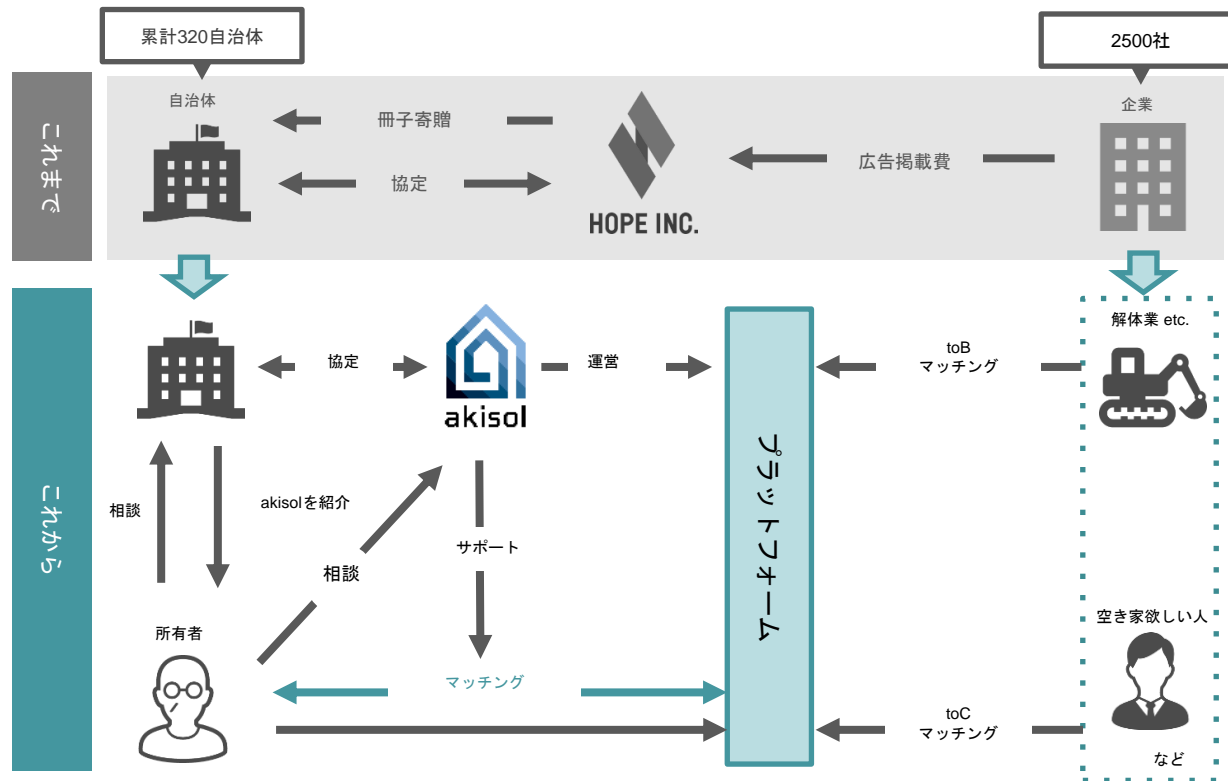 累計320自治体
2500社
これまで
自治体
企業
冊子寄贈
広告掲載費
協定
HOPE INC.
これから
解体業 etc.
協定
akisol
運営
toB
マッチング
プラットフォーム
相談
akisolを紹介
相談
サポート
所有者
空き家欲しい人
マッチング
toC
マッチング
など